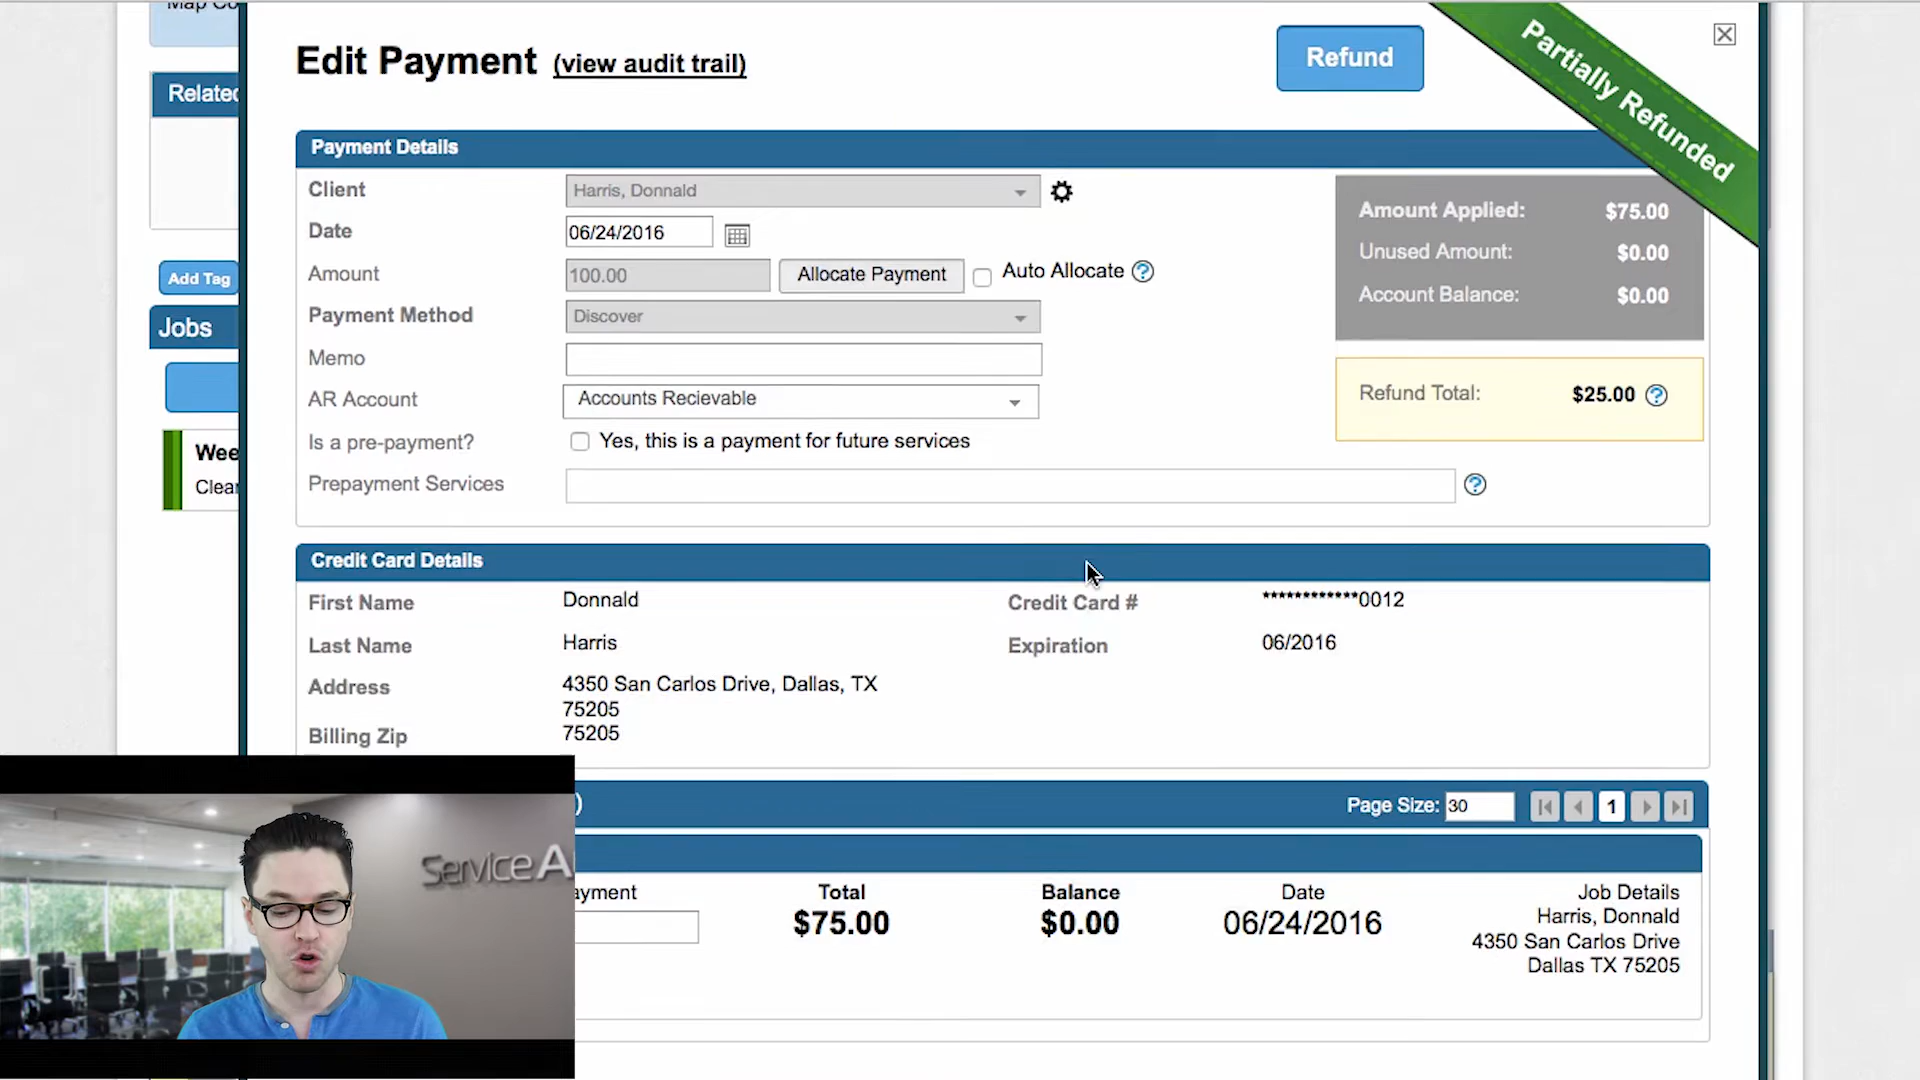 Map Co
Edit Payment (view audit trail)
Refund
Partially Refunded
Related
Payment Details
Client
Harris, Donnald
Date
06/24/2016
Amount
100.00
Allocate Payment
Auto Allocate ?
Payment Method
Discover
Memo
AR Account
Accounts Recievable
Is a pre-payment?
Yes, this is a payment for future services
Prepayment Services
?
Amount Applied: $75.00
Unused Amount: $0.00
Account Balance: $0.00
Refund Total: $25.00 ?
Add Tag
Jobs
Wee
Clear
Credit Card Details
First Name Donnald
Credit Card # ************0012
Last Name Harris
Expiration 06/2016
Address 4350 San Carlos Drive, Dallas, TX
75205
Billing Zip 75205
)
Page Size: 30
1
ayment
Total
$75.00
Balance
$0.00
Date
06/24/2016
Job Details
Harris, Donnald
4350 San Carlos Drive
Dallas TX 75205
ServiceA